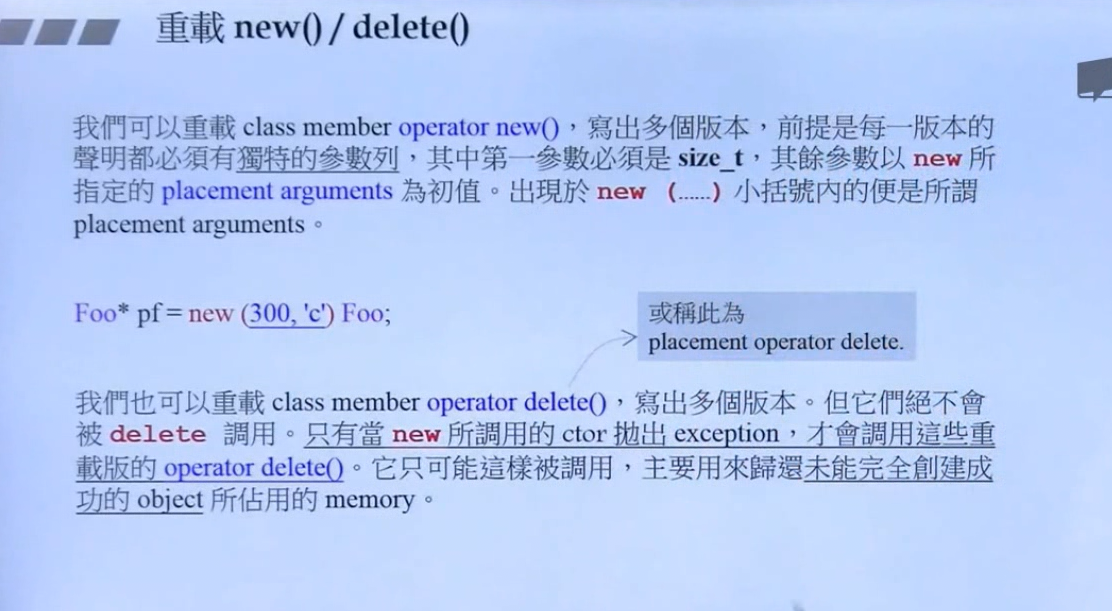 重載 new() / delete()
我們可以重載 class member operator new()，寫出多個版本，前提是每一版本的
聲明都必須有獨特的參數列，其中第一參數必須是 size_t，其餘參數以 new 所
指定的 placement arguments 為初值。出現於 new (......) 小括號內的便是所謂
placement arguments。
Foo* pf = new (300, 'c') Foo;
或稱此為
placement operator delete.
我們也可以重載 class member operator delete()，寫出多個版本。但它們絕不會
被 delete 調用。只有當 new 所調用的 ctor 拋出 exception，才會調用這些重
載版的 operator delete()。它只可能這樣被調用，主要用來歸還未能完全創建成
功的 object 所佔用的 memory。